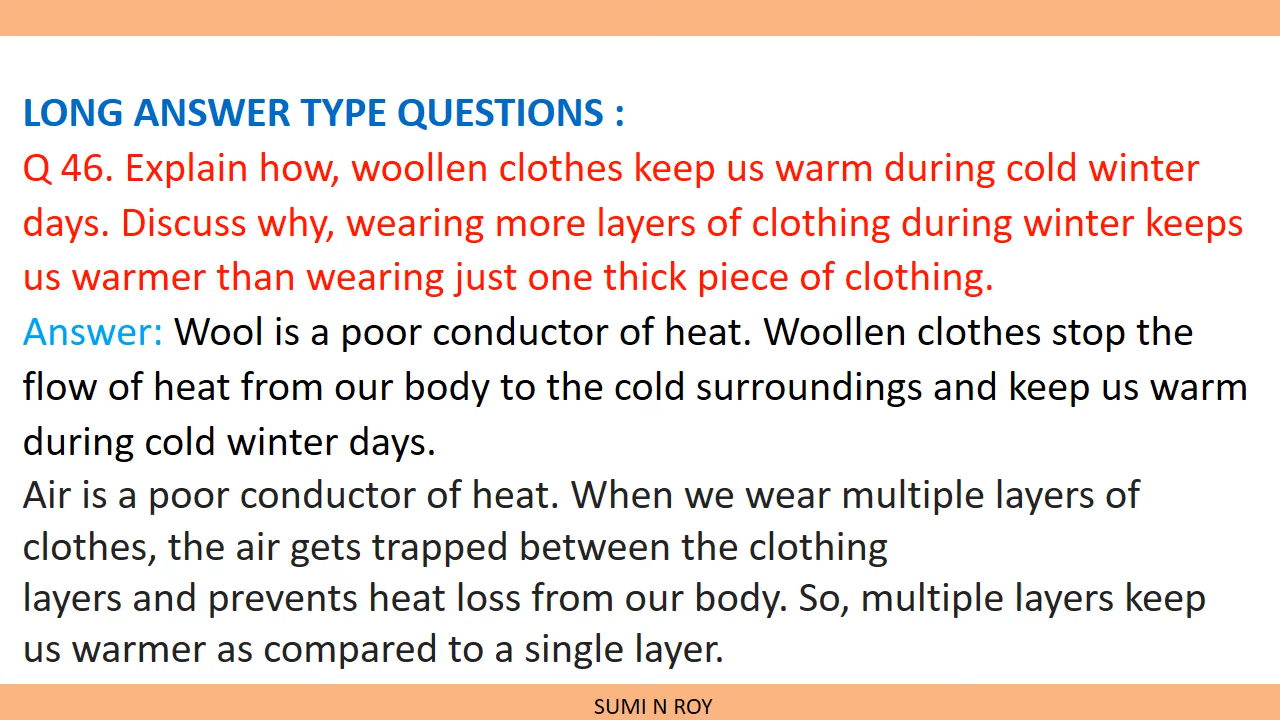 LONG ANSWER TYPE QUESTIONS :
Q 46. Explain how, woollen clothes keep us warm during cold winter
days. Discuss why, wearing more layers of clothing during winter keeps
us warmer than wearing just one thick piece of clothing.
Answer: Wool is a poor conductor of heat. Woollen clothes stop the
flow of heat from our body to the cold surroundings and keep us warm
during cold winter days.
Air is a poor conductor of heat. When we wear multiple layers of
clothes, the air gets trapped between the clothing
layers and prevents heat loss from our body. So, multiple layers keep
us warmer as compared to a single layer.
SUMI N ROY